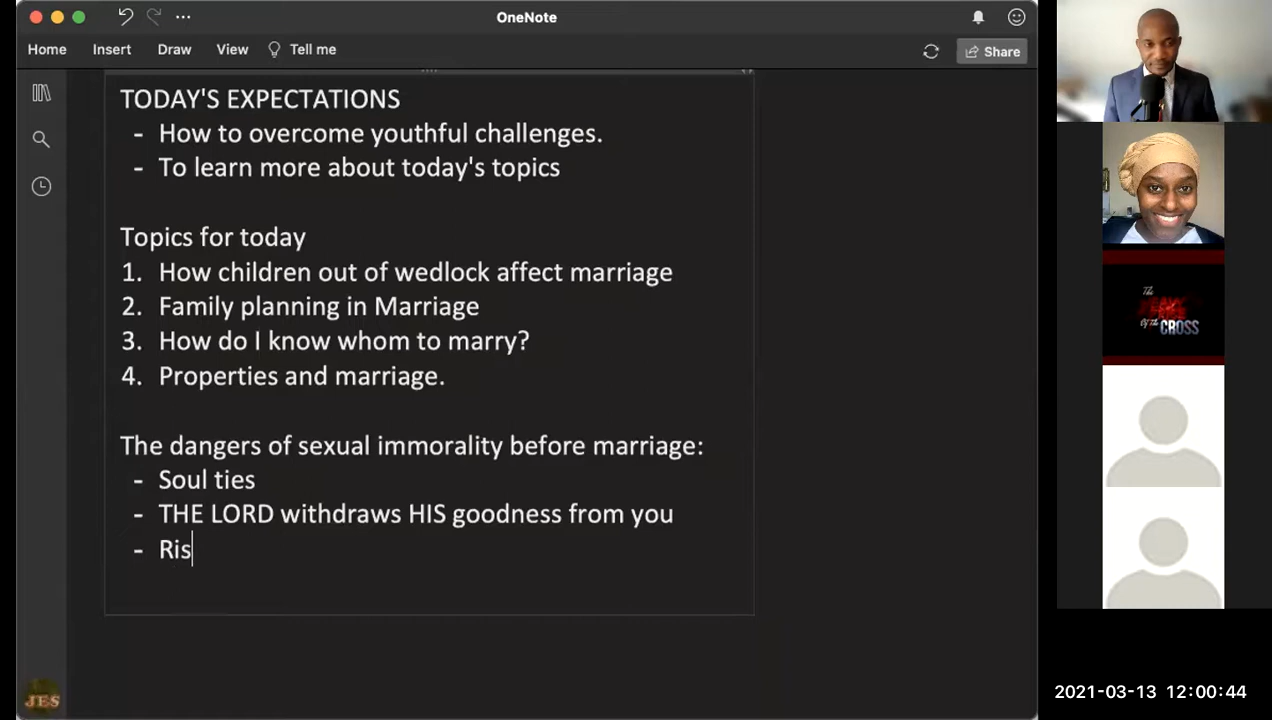 OneNote
Home Insert Draw View Tell me Share
TODAY'S EXPECTATIONS
- How to overcome youthful challenges.
- To learn more about today's topics
Topics for today
1. How children out of wedlock affect marriage
2. Family planning in Marriage
3. How do I know whom to marry?
4. Properties and marriage.
The dangers of sexual immorality before marriage:
- Soul ties
- THE LORD withdraws HIS goodness from you
- Ris
JES
The
Of the CROSS
2021-03-13 12:00:44